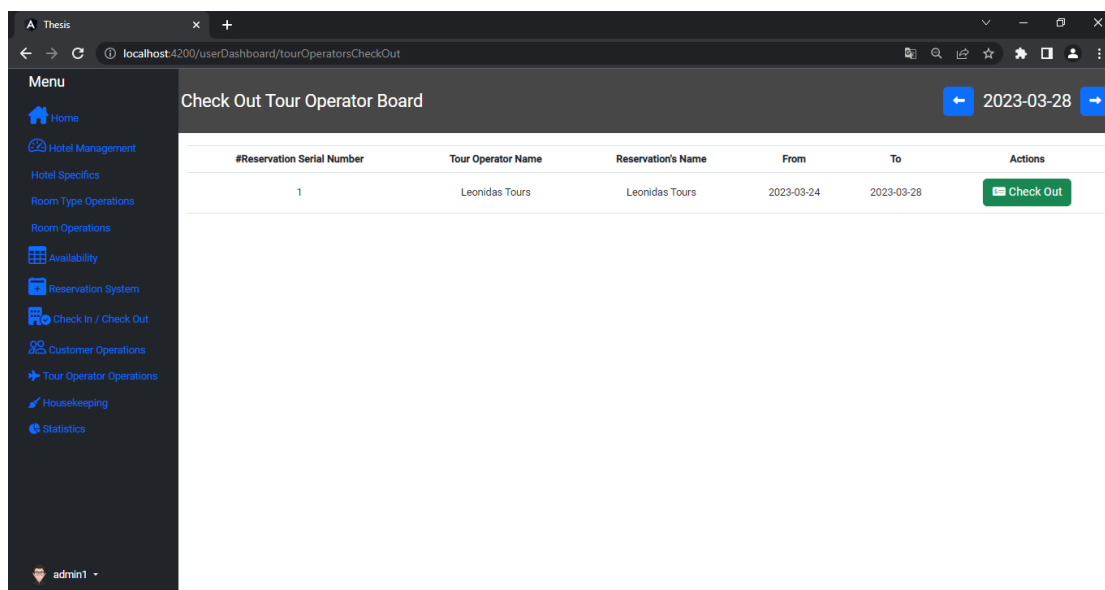 Thesis
localhost:4200/userDashboard/tourOperatorsCheckOut
Menu
Home
Hotel Management
Hotel Specifics
Room Type Operations
Room Operations
Availability
Reservation System
Check In / Check Out
Customer Operations
Tour Operator Operations
Housekeeping
Statistics
admin1
Check Out Tour Operator Board
2023-03-28
#Reservation Serial Number Tour Operator Name Reservation's Name From To Actions
1 Leonidas Tours Leonidas Tours 2023-03-24 2023-03-28 Check Out